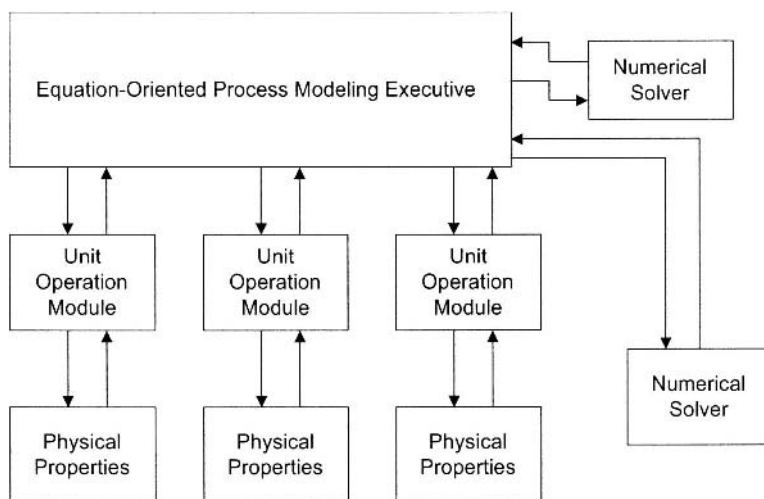 Equation-Oriented Process Modeling Executive
Numerical
Solver
Unit
Operation
Module
Unit
Operation
Module
Unit
Operation
Module
Numerical
Solver
Physical
Properties
Physical
Properties
Physical
Properties